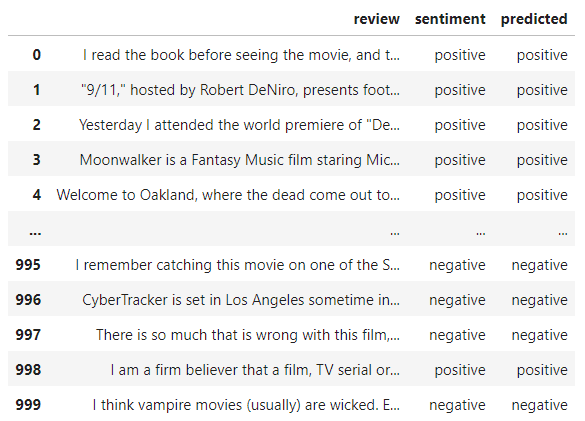 review sentiment predicted
0 I read the book before seeing the movie, and t... positive positive
1 "9/11," hosted by Robert DeNiro, presents foot... positive positive
2 Yesterday I attended the world premiere of "De... positive positive
3 Moonwalker is a Fantasy Music film staring Mic... positive positive
4 Welcome to Oakland, where the dead come out to... positive positive
... ... ... ...
995 I remember catching this movie on one of the S... negative negative
996 CyberTracker is set in Los Angeles sometime in... negative negative
997 There is so much that is wrong with this film,... negative negative
998 I am a firm believer that a film, TV serial or... positive positive
999 I think vampire movies (usually) are wicked. E... negative negative